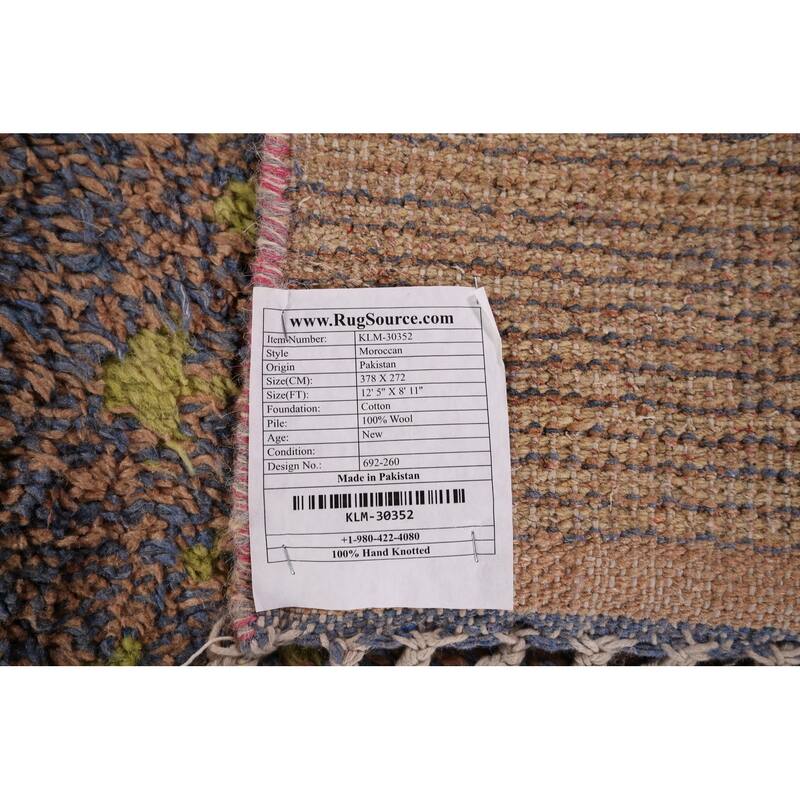 www.RugSource.com
Item Number: KLM-30352
Style Moroccan
Origin Pakistan
Size(CM): 378 X 272
Size(FT): 12' 5" X 8' 11"
Foundation: Cotton
Pile: 100% Wool
Age: New
Condition:
Design No.: 692-260
Made in Pakistan
KLM-30352
+1-980-422-4080
100% Hand Knotted